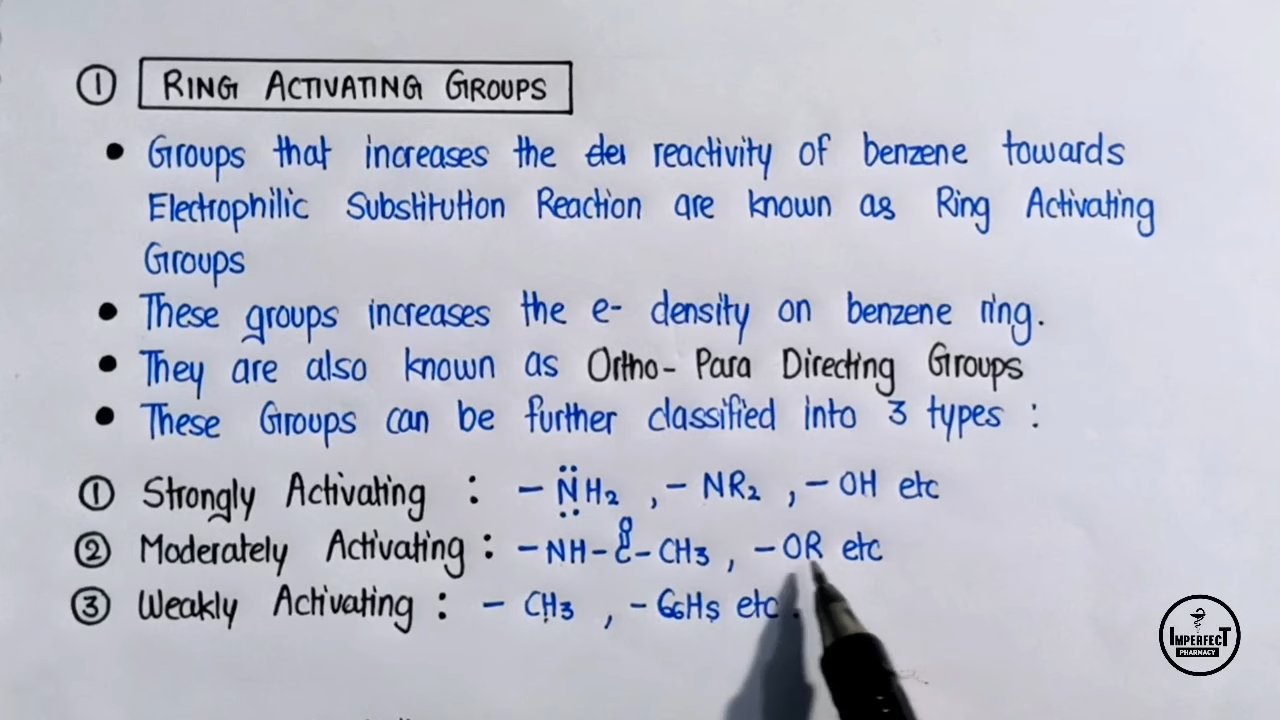 ① RING ACTIVATING GROUPS
• Groups that increases the reactivity of benzene towards
Electrophilic Substitution Reaction are known as Ring Activating
Groups
• These groups increases the e- density on benzene ring.
• They are also known as Ortho-Para Directing Groups
• These Groups can be further classified into 3 types :
① Strongly Activating : - N̈H₂ , - NR₂ , - OH etc
② Moderately Activating : - N̈H - C - CH₃ , - OR etc
O
③ Weakly Activating : - CH₃ , - C₆H₅ etc.
IMPERFECT
PHARMACY